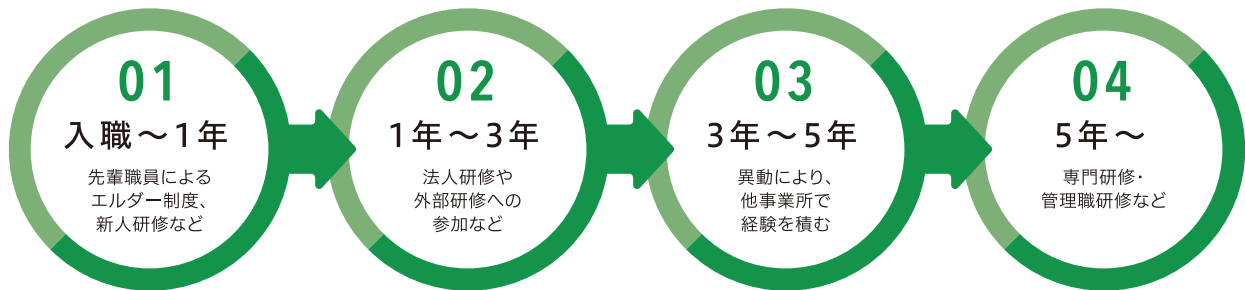 01
入職〜1年
先輩職員による
エルダー制度、
新人研修など
02
1年〜3年
法人研修や
外部研修への
参加など
03
3年〜5年
異動により、
他事業所で
経験を積む
04
5年〜
専門研修・
管理職研修など